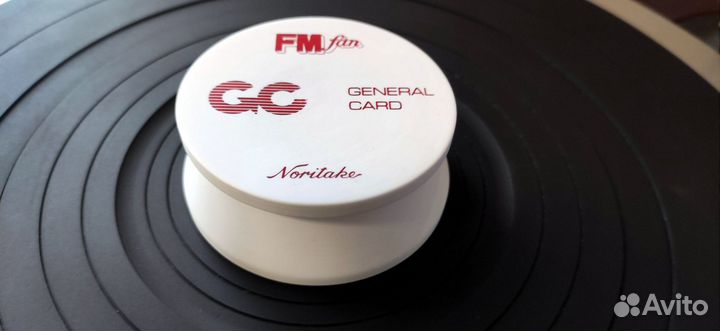 FM fan
GC GENERAL
CARD
Noritake
Avito